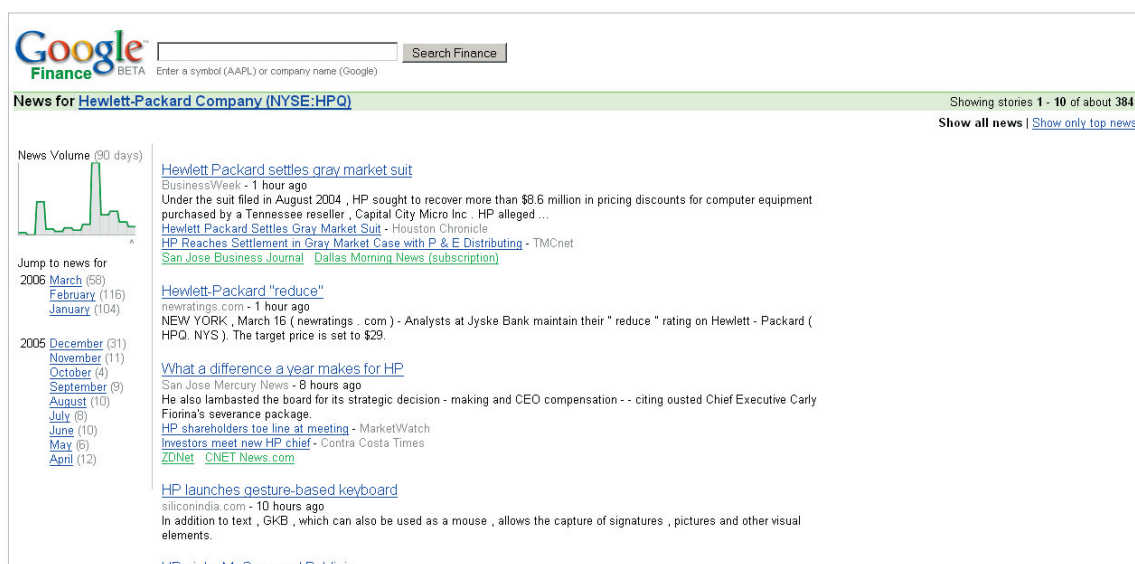 Google
Finance BETA
Search Finance
Enter a symbol (AAPL) or company name (Google)
News for Hewlett-Packard Company (NYSE:HPQ)
Showing stories 1 - 10 of about 384
Show all news | Show only top news
News Volume (90 days)
^
Jump to news for
2006 March (58)
February (116)
January (104)
2005 December (31)
November (11)
October (4)
September (9)
August (10)
July (8)
June (10)
May (6)
April (12)
Hewlett Packard settles gray market suit
BusinessWeek - 1 hour ago
Under the suit filed in August 2004 , HP sought to recover more than $8.6 million in pricing discounts for computer equipment
purchased by a Tennessee reseller , Capital City Micro Inc . HP alleged ...
Hewlett Packard Settles Gray Market Suit - Houston Chronicle
HP Reaches Settlement in Gray Market Case with P & E Distributing - TMCnet
San Jose Business Journal Dallas Morning News (subscription)
Hewlett-Packard "reduce"
newratings.com - 1 hour ago
NEW YORK , March 16 ( newratings . com ) - Analysts at Jyske Bank maintain their " reduce " rating on Hewlett - Packard (
HPQ. NYS ). The target price is set to $29.
What a difference a year makes for HP
San Jose Mercury News - 8 hours ago
He also lambasted the board for its strategic decision - making and CEO compensation - - citing ousted Chief Executive Carly
Fiorina's severance package.
HP shareholders toe line at meeting - MarketWatch
Investors meet new HP chief - Contra Costa Times
ZDNet CNET News.com
HP launches gesture-based keyboard
siliconindia.com - 10 hours ago
In addition to text , GKB , which can also be used as a mouse , allows the capture of signatures , pictures and other visual
elements.